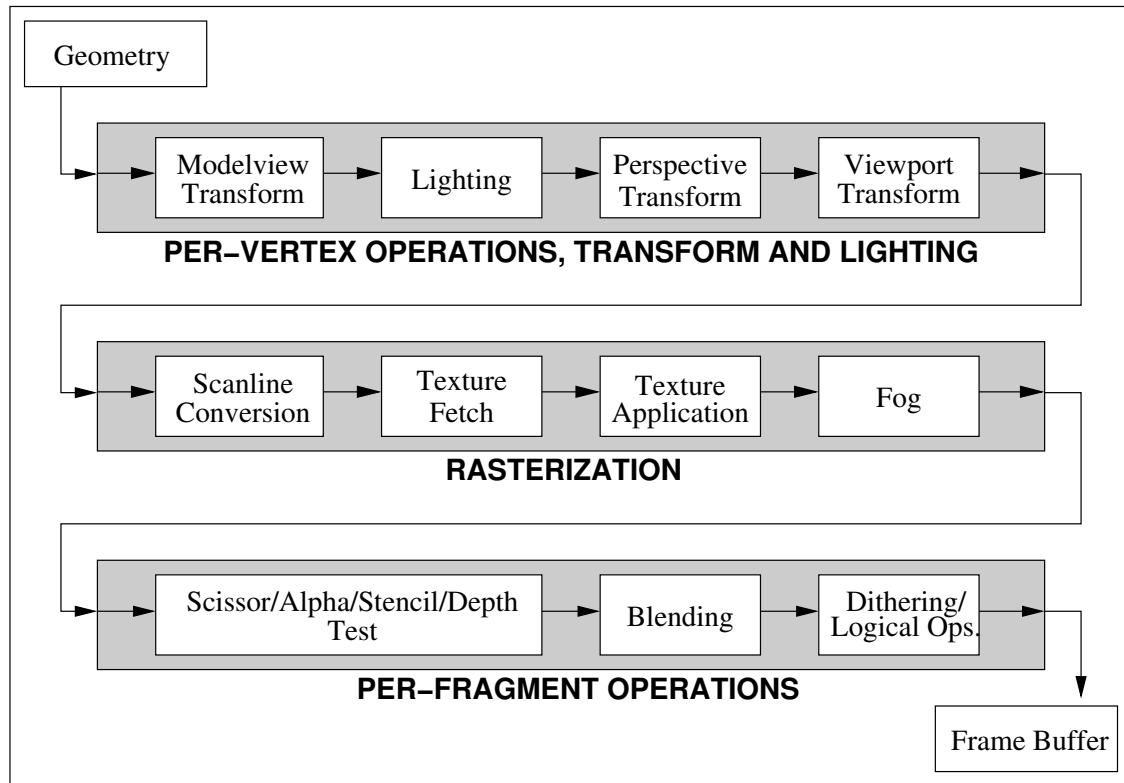 Geometry
Modelview
Transform
Lighting
Perspective
Transform
Viewport
Transform
PER–VERTEX OPERATIONS, TRANSFORM AND LIGHTING
Scanline
Conversion
Texture
Fetch
Texture
Application
Fog
RASTERIZATION
Scissor/Alpha/Stencil/Depth
Test
Blending
Dithering/
Logical Ops.
PER–FRAGMENT OPERATIONS
Frame Buffer